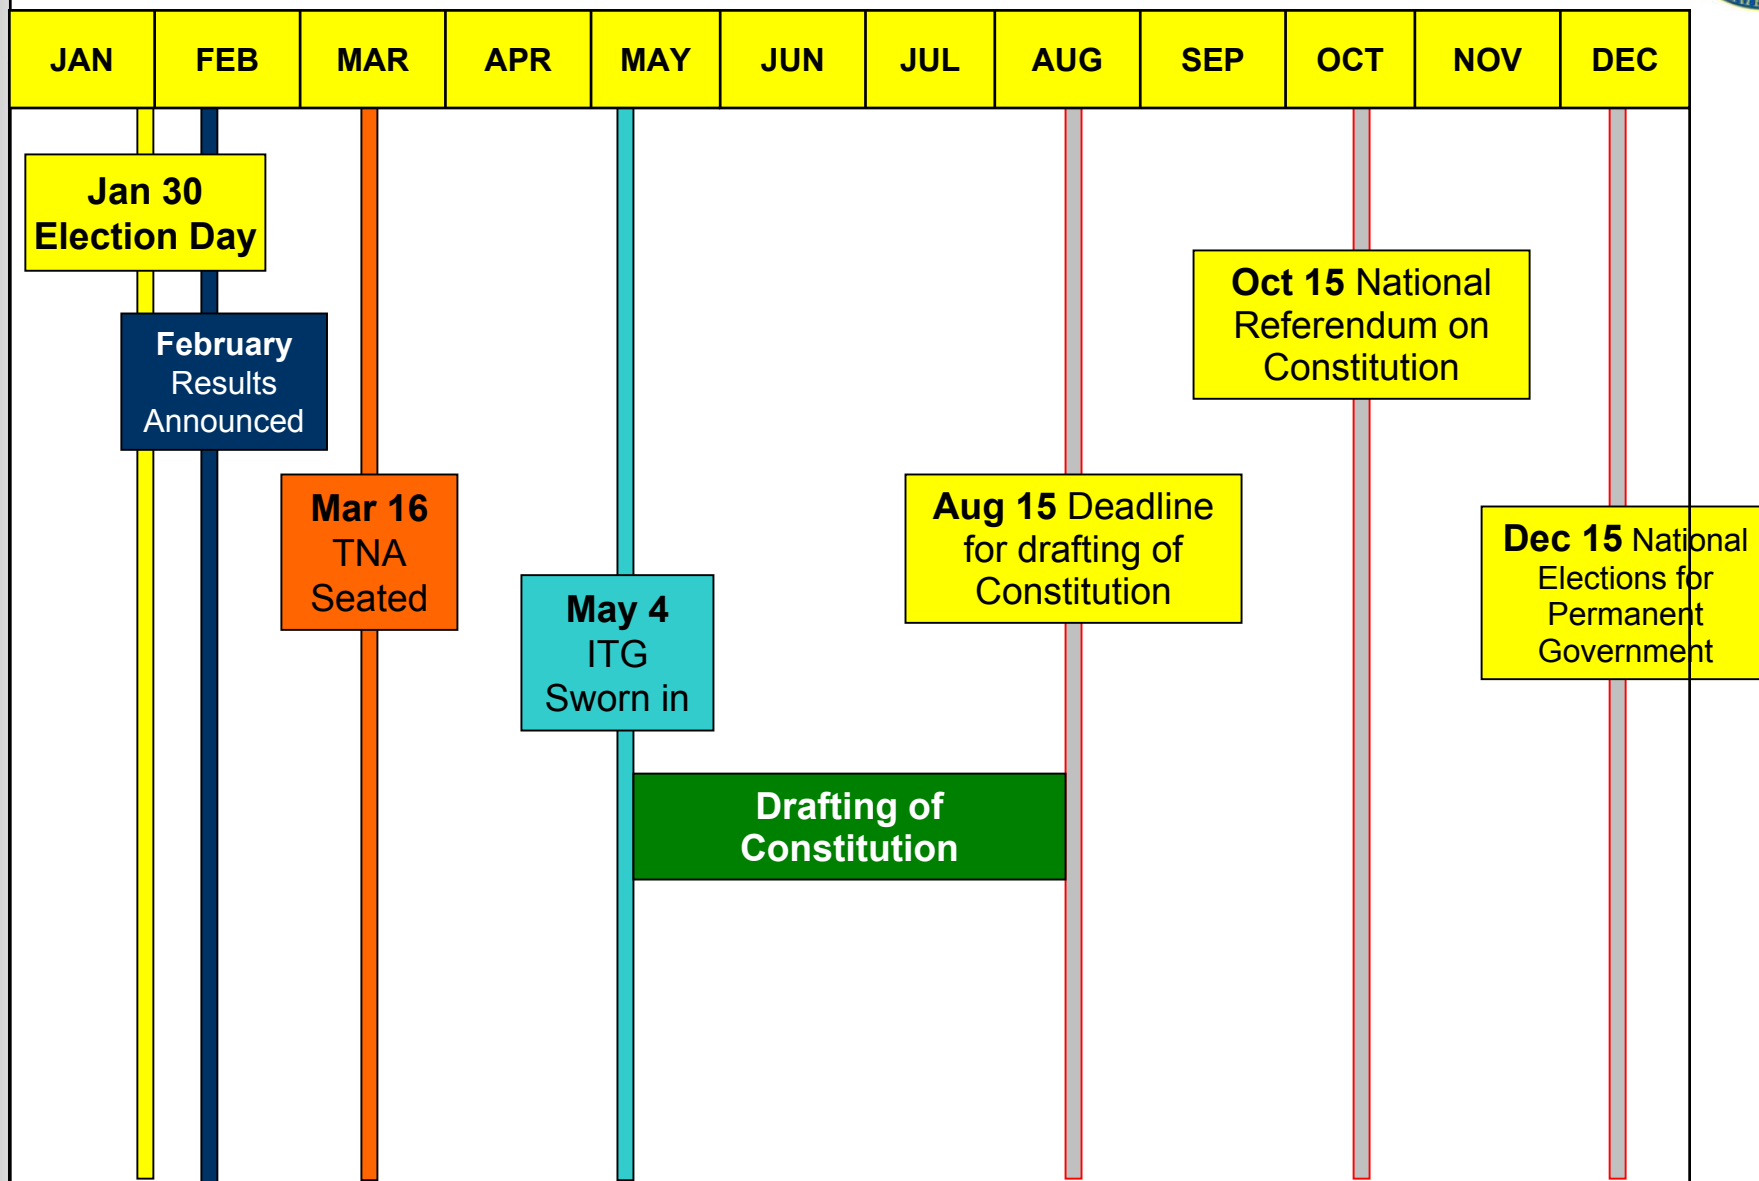 JAN FEB MAR APR MAY JUN JUL AUG SEP OCT NOV DEC
Jan 30
Election Day
February
Results
Announced
Mar 16
TNA
Seated
May 4
ITG
Sworn in
Drafting of
Constitution
Aug 15 Deadline
for drafting of
Constitution
Oct 15 National
Referendum on
Constitution
Dec 15 National
Elections for
Permanent
Government